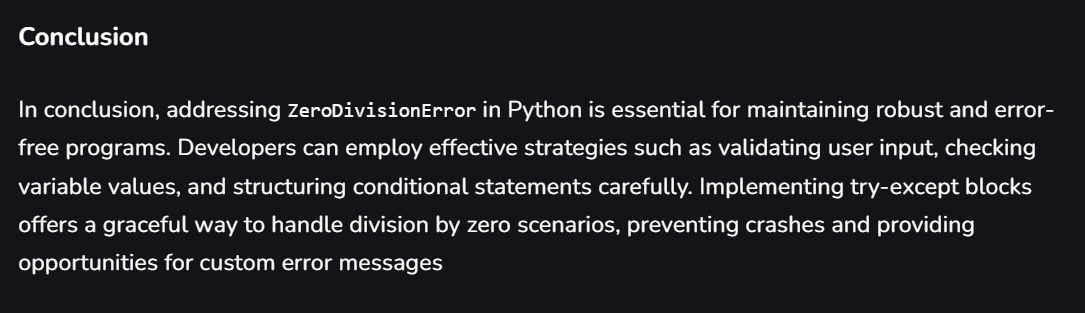 Conclusion
In conclusion, addressing ZeroDivisionError in Python is essential for maintaining robust and error-
free programs. Developers can employ effective strategies such as validating user input, checking
variable values, and structuring conditional statements carefully. Implementing try-except blocks
offers a graceful way to handle division by zero scenarios, preventing crashes and providing
opportunities for custom error messages